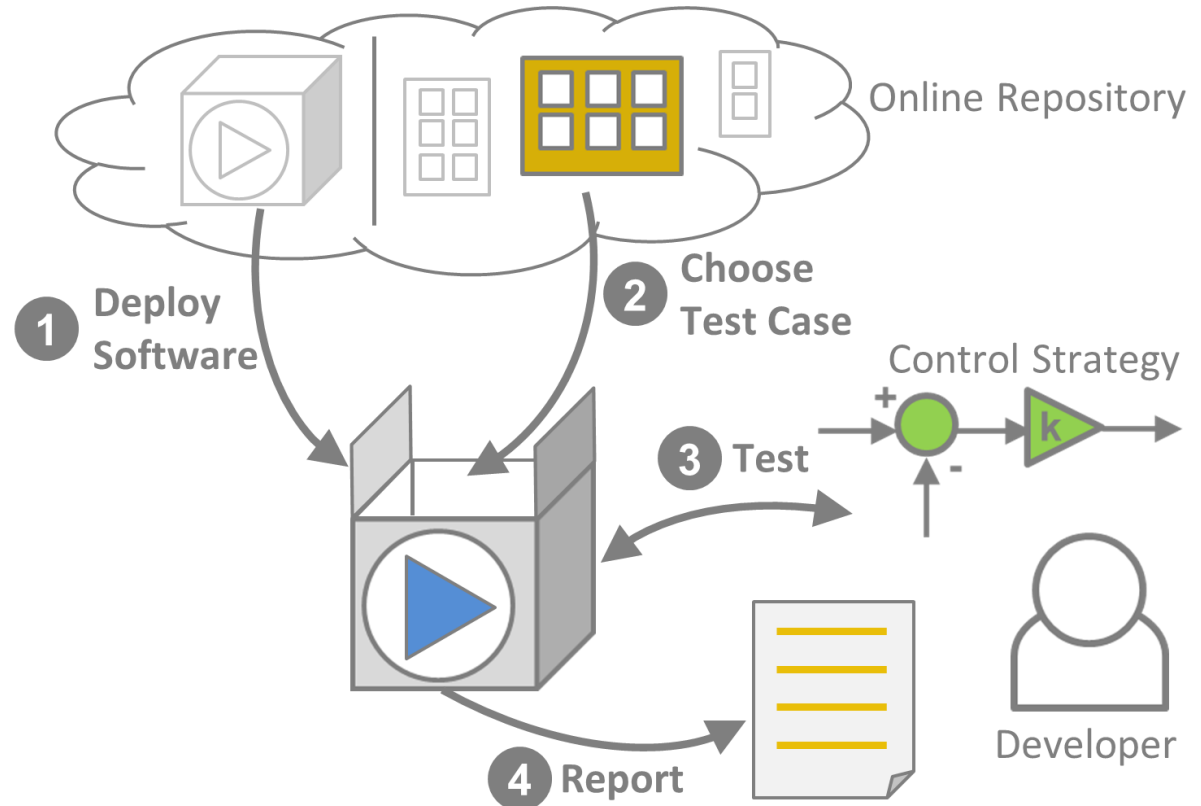 Online Repository
1 Deploy
Software
2 Choose
Test Case
Control Strategy
+
k
-
3 Test
Developer
4 Report